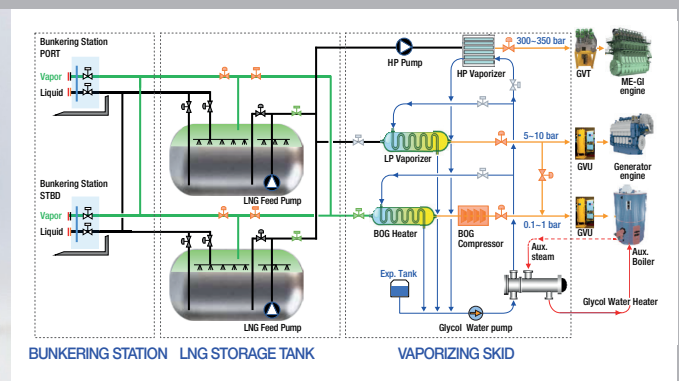 Bunkering Station
PORT
Vapor
Liquid
LNG Feed Pump
HP Pump
HP Vaporizer
300~350 bar
GVT
ME-GI
engine
5~10 bar
LP Vaporizer
GVU
Generator
engine
Bunkering Station
STBD
Vapor
Liquid
LNG Feed Pump
BOG Heater
BOG
Compressor
0.1~1 bar
GVU
Aux.
Boiler
Aux.
steam
Exp. Tank
Glycol Water pump
Glycol Water Heater
BUNKERING STATION
LNG STORAGE TANK
VAPORIZING SKID